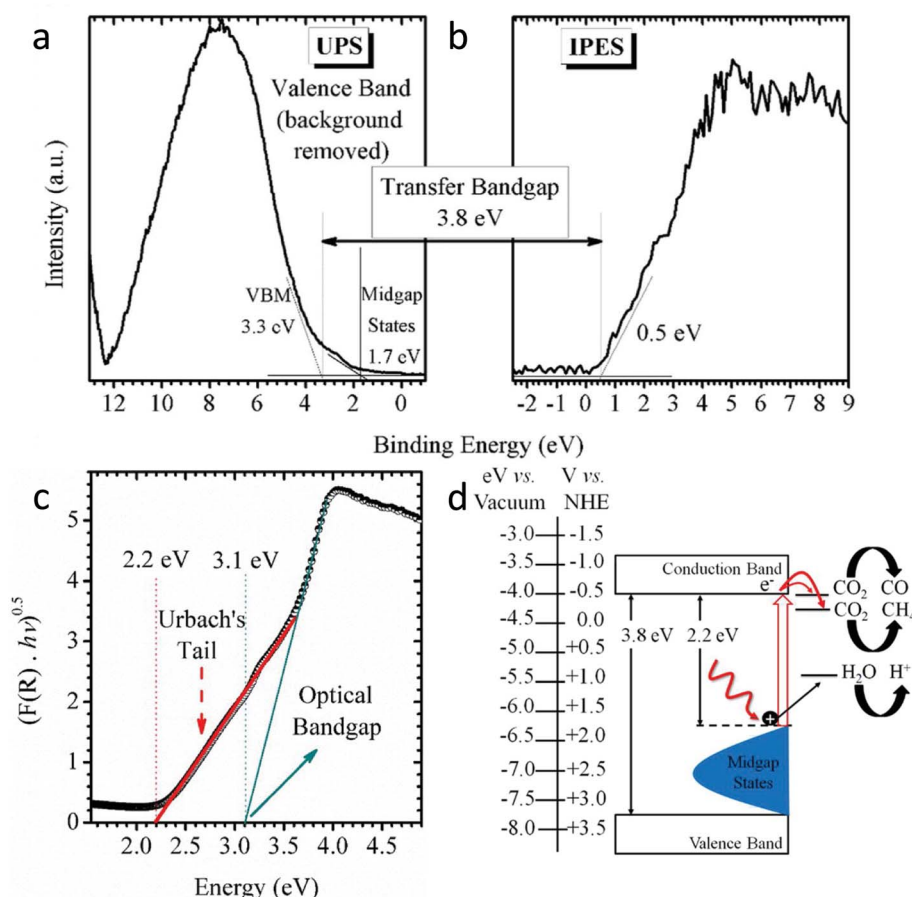 a
UPS
Valence Band
(background
removed)
b
IPES
Transfer Bandgap
3.8 eV
VBM
3.3 eV
Midgap
States
1.7 eV
0.5 eV
Intensity (a.u.)
12 10 8 6 4 2 0
-2 -1 0 1 2 3 4 5 6 7 8 9
Binding Energy (eV)
c
2.2 eV
3.1 eV
Urbach's
Tail
Optical
Bandgap
(F(R) . hν)^0.5
5
4
3
2
1
0
2.0 2.5 3.0 3.5 4.0 4.5
Energy (eV)
d
eV vs. V vs.
Vacuum NHE
-3.0 -1.5
-3.5 -1.0
-4.0 -0.5
-4.5 0.0
-5.0 +0.5
-5.5 +1.0
-6.0 +1.5
-6.5 +2.0
-7.0 +2.5
-7.5 +3.0
-8.0 +3.5
Conduction Band
e-
CO2 CO
CO2 CH4
3.8 eV
2.2 eV
H2O H+
+
Midgap
States
Valence Band